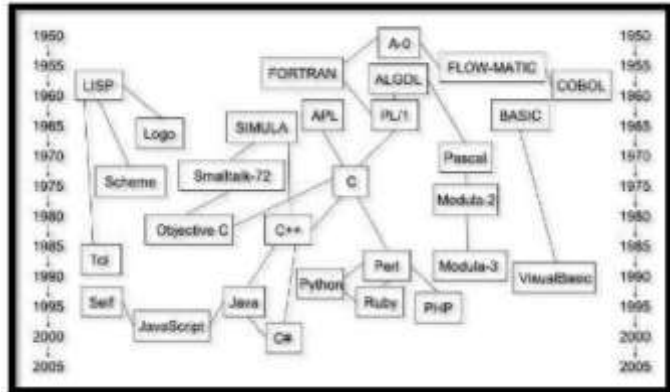 1950 A-0 1950
1955 FORTRAN ALGOL FLOW-MATIC 1955
1960 LISP COBOL 1960
1965 Logo SIMULA APL PL/1 BASIC 1965
1970 Scheme Smalltalk-72 Pascal 1970
1975 C Modula-2 1975
1980 Objective C C++ 1980
1985 Tcl Perl Modula-3 VisualBasic 1985
1990 Self Java Python Ruby PHP 1990
1995 JavaScript 1995
2000 C# 2000
2005 2005